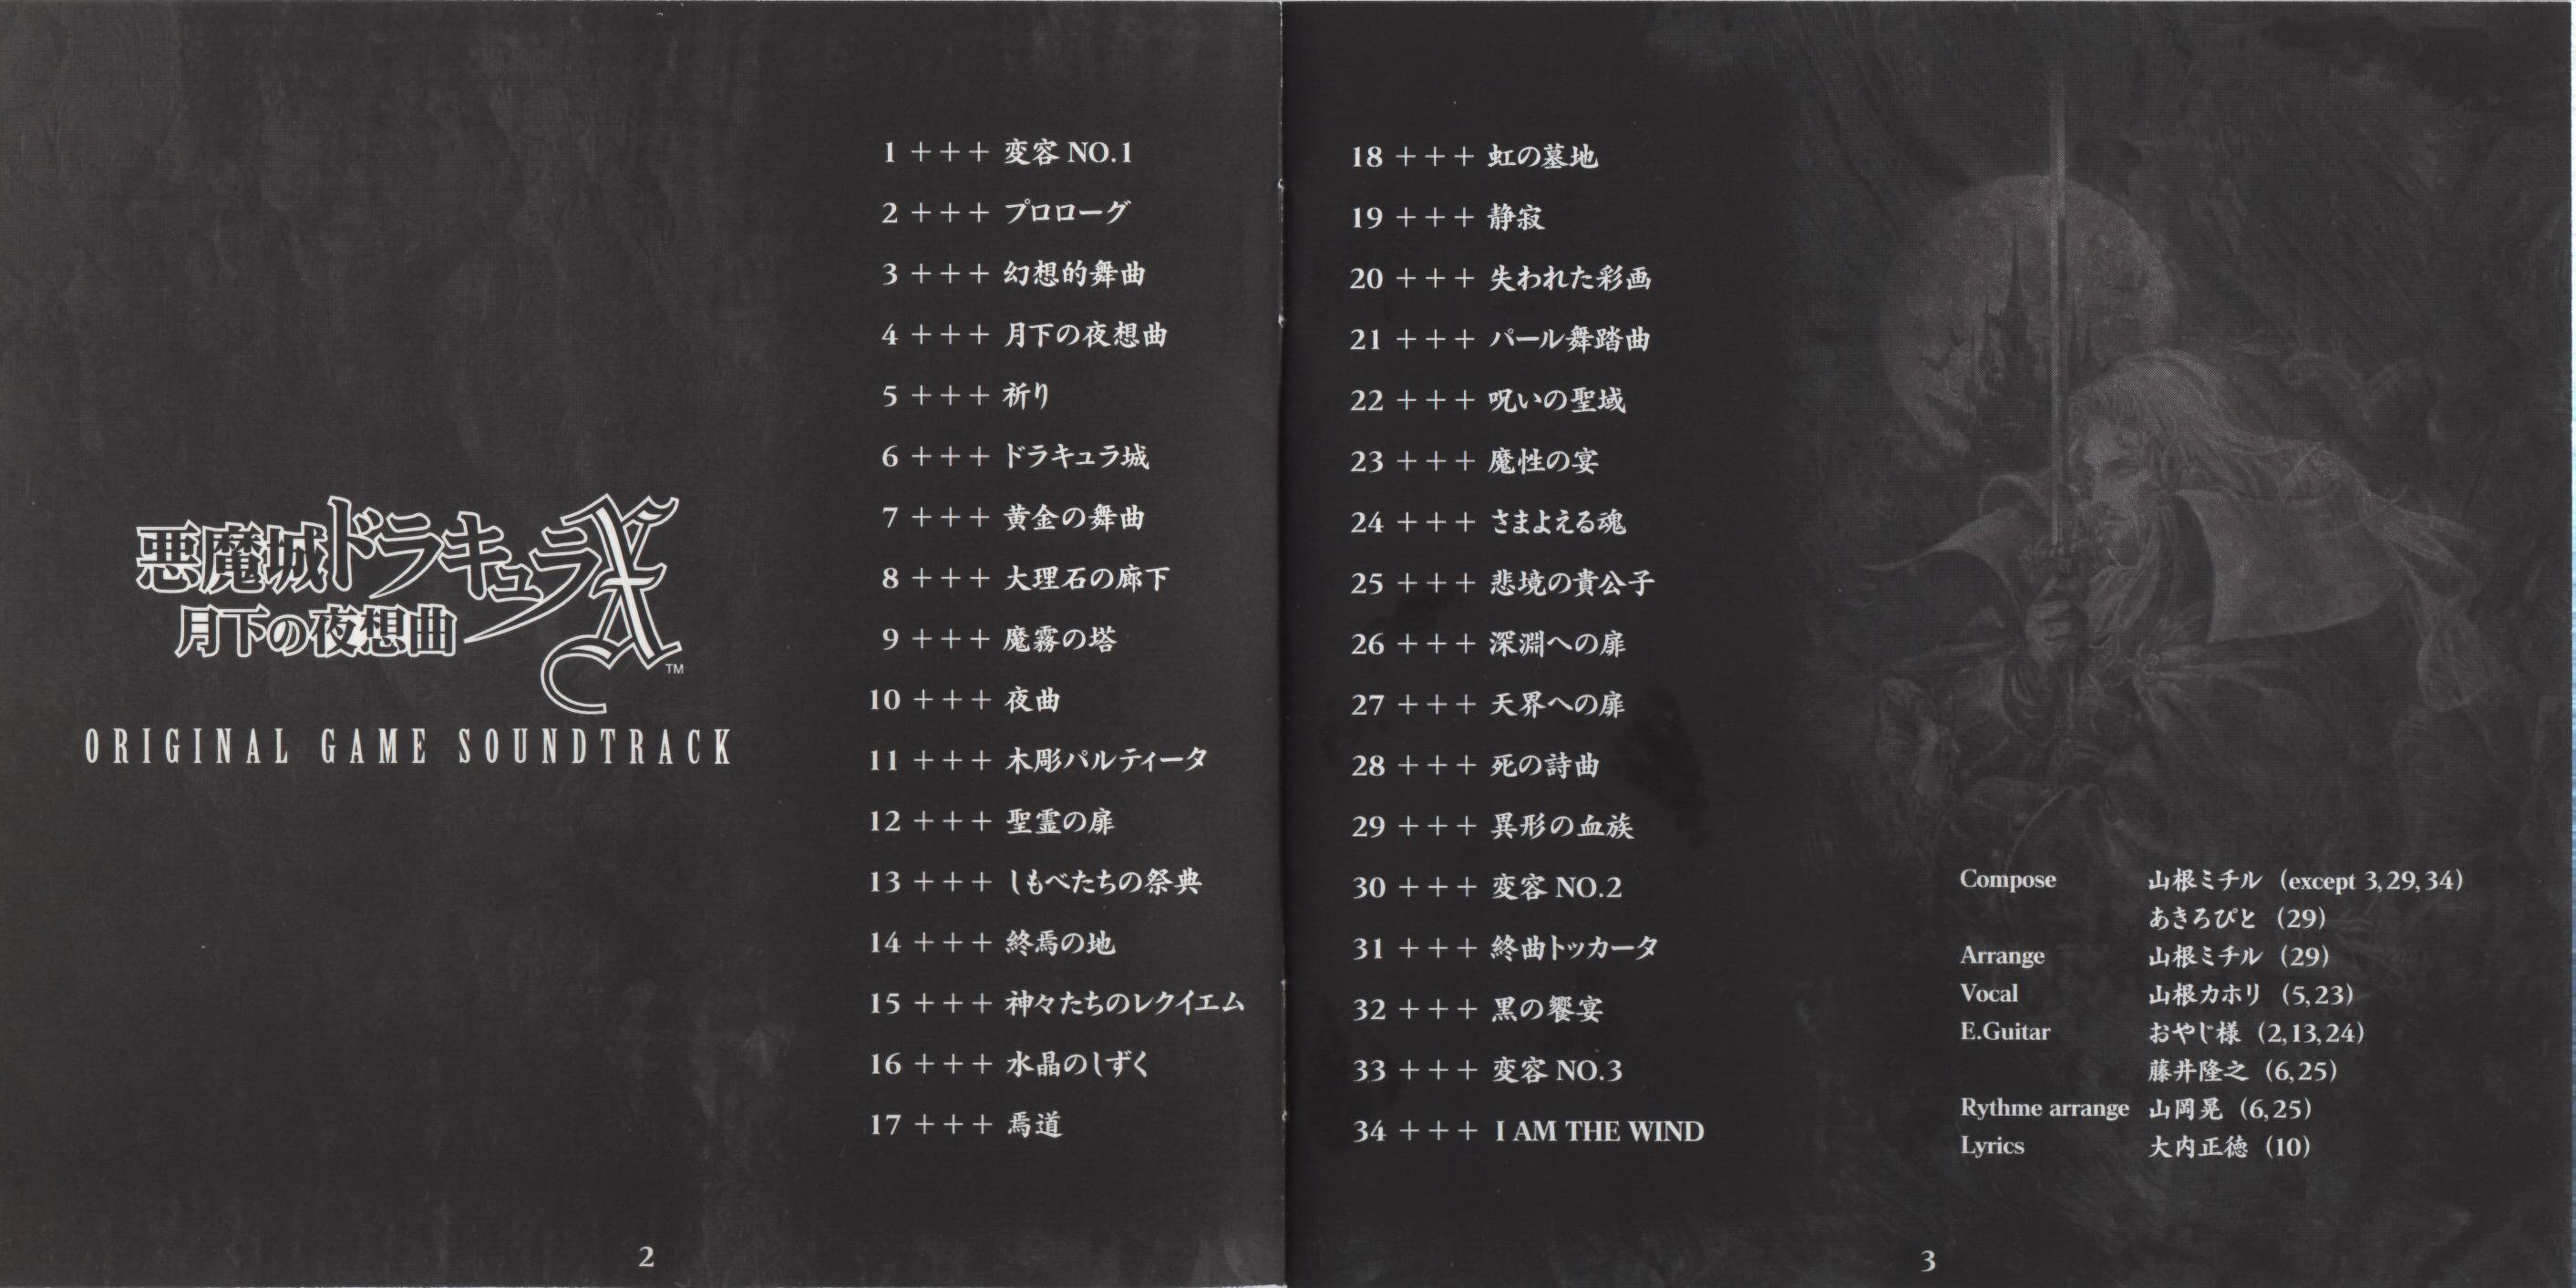 悪魔城ドラキュラX
月下の夜想曲
TM
ORIGINAL GAME SOUNDTRACK
1 +++ 変容 NO.1
2 +++ プロローグ
3 +++ 幻想的舞曲
4 +++ 月下の夜想曲
5 +++ 祈り
6 +++ ドラキュラ城
7 +++ 黄金の舞曲
8 +++ 大理石の廊下
9 +++ 魔霧の塔
10 +++ 夜曲
11 +++ 木彫パルティータ
12 +++ 聖霊の扉
13 +++ しもべたちの祭典
14 +++ 終焉の地
15 +++ 神々たちのレクイエム
16 +++ 水晶のしずく
17 +++ 焉道
2
18 +++ 虹の墓地
19 +++ 静寂
20 +++ 失われた彩画
21 +++ パール舞踏曲
22 +++ 呪いの聖域
23 +++ 魔性の宴
24 +++ さまよえる魂
25 +++ 悲境の貴公子
26 +++ 深淵への扉
27 +++ 天界への扉
28 +++ 死の詩曲
29 +++ 異形の血族
30 +++ 変容 NO.2
31 +++ 終曲トッカータ
32 +++ 黒の饗宴
33 +++ 変容 NO.3
34 +++ I AM THE WIND
Compose 山根ミチル (except 3,29,34)
あきろぴと (29)
Arrange 山根ミチル (29)
Vocal 山根カホリ (5,23)
E.Guitar おやじ様 (2,13,24)
藤井隆之 (6,25)
Rythme arrange 山岡晃 (6,25)
Lyrics 大内正徳 (10)
3